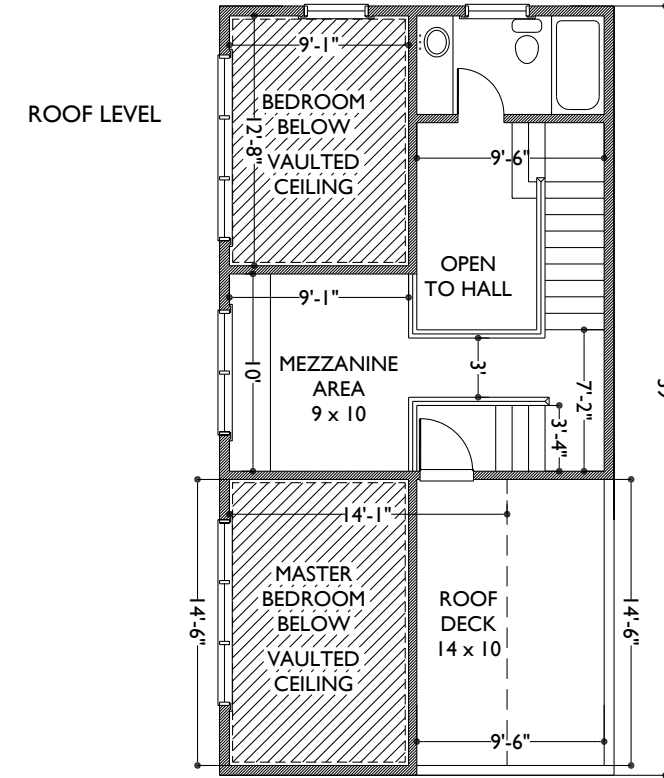 ROOF LEVEL
9'-1"
BEDROOM
BELOW
12'-8"
VAULTED
CEILING
9'-6"
OPEN
TO HALL
9'-1"
10'
MEZZANINE
AREA
9 x 10
3'
7'-2"
3'-4"
14'-1"
14'-6"
MASTER
BEDROOM
BELOW
VAULTED
CEILING
ROOF
DECK
14 x 10
14'-6"
9'-6"